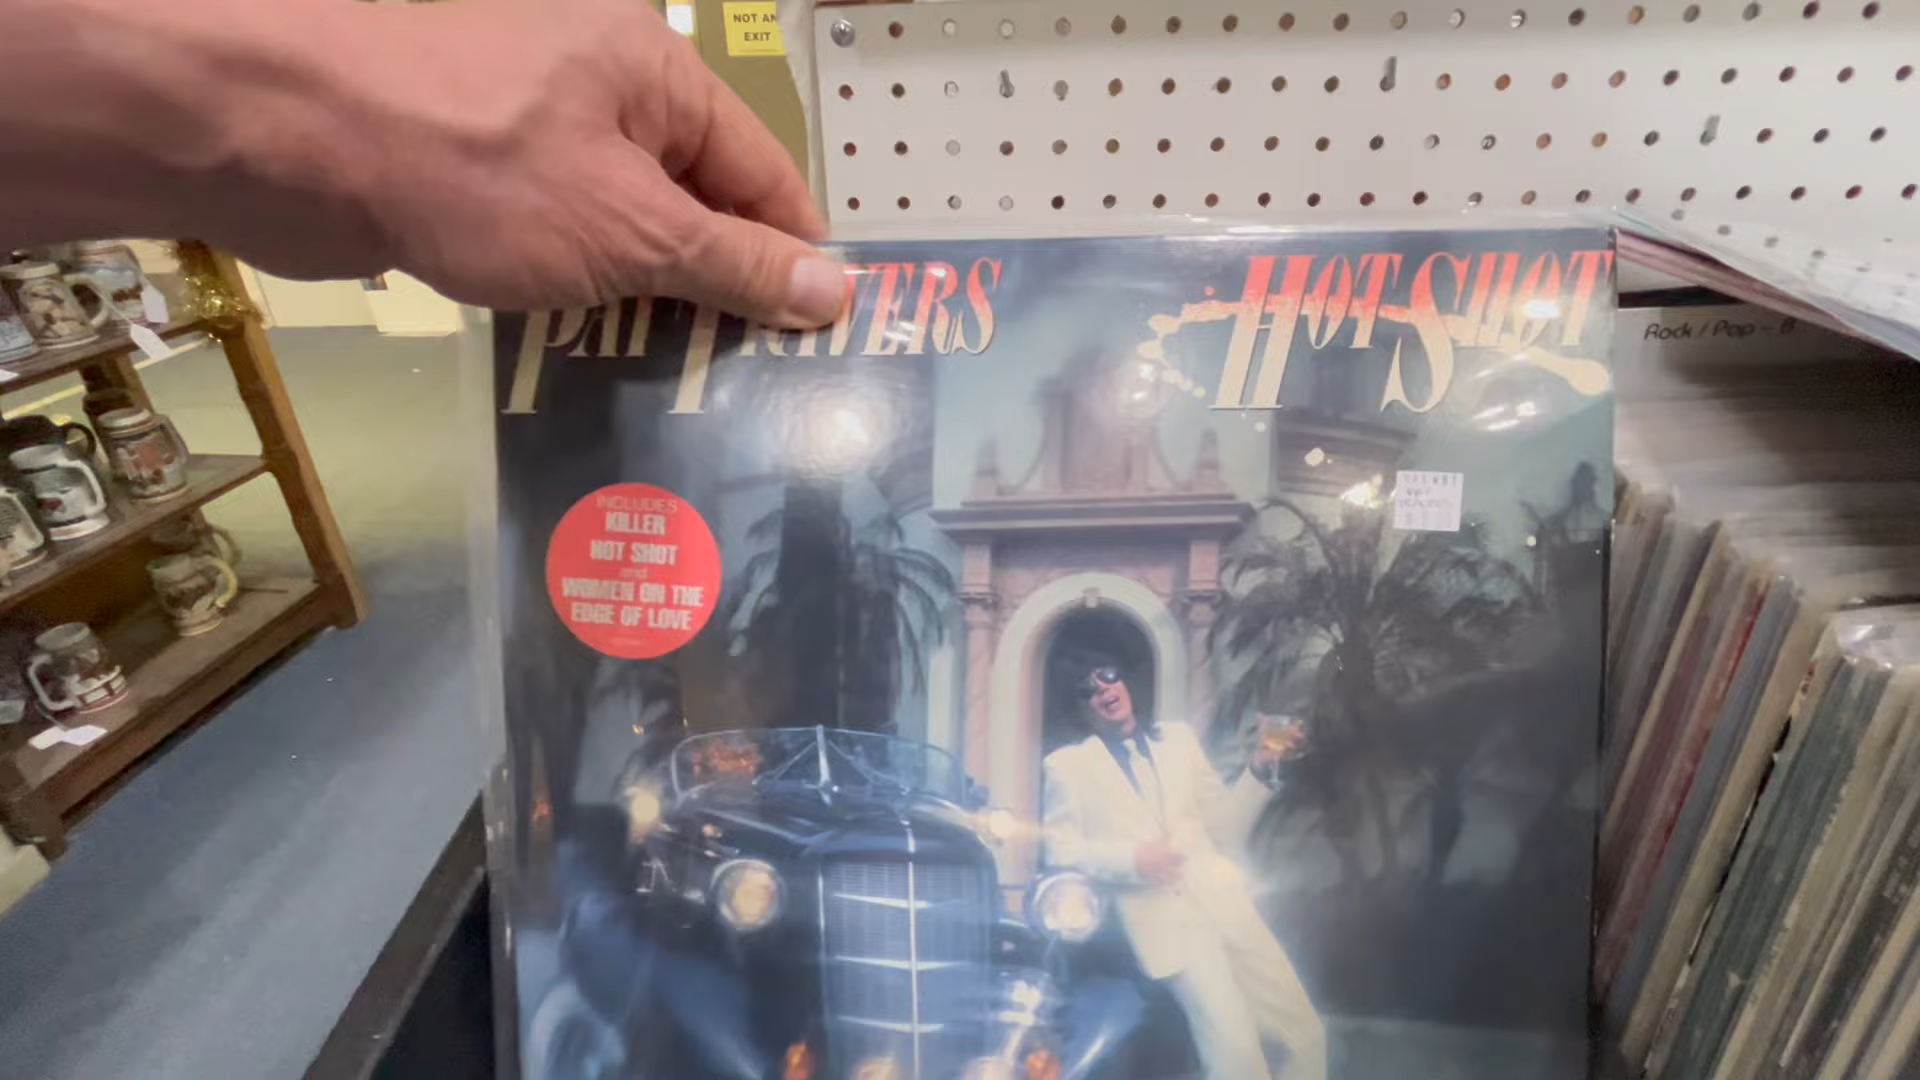 NOT AN
EXIT
PAT TRAVERS
HOT SHOT
Rock / Pop - B
INCLUDES
KILLER
HOT SHOT
and
WOMEN ON THE
EDGE OF LOVE